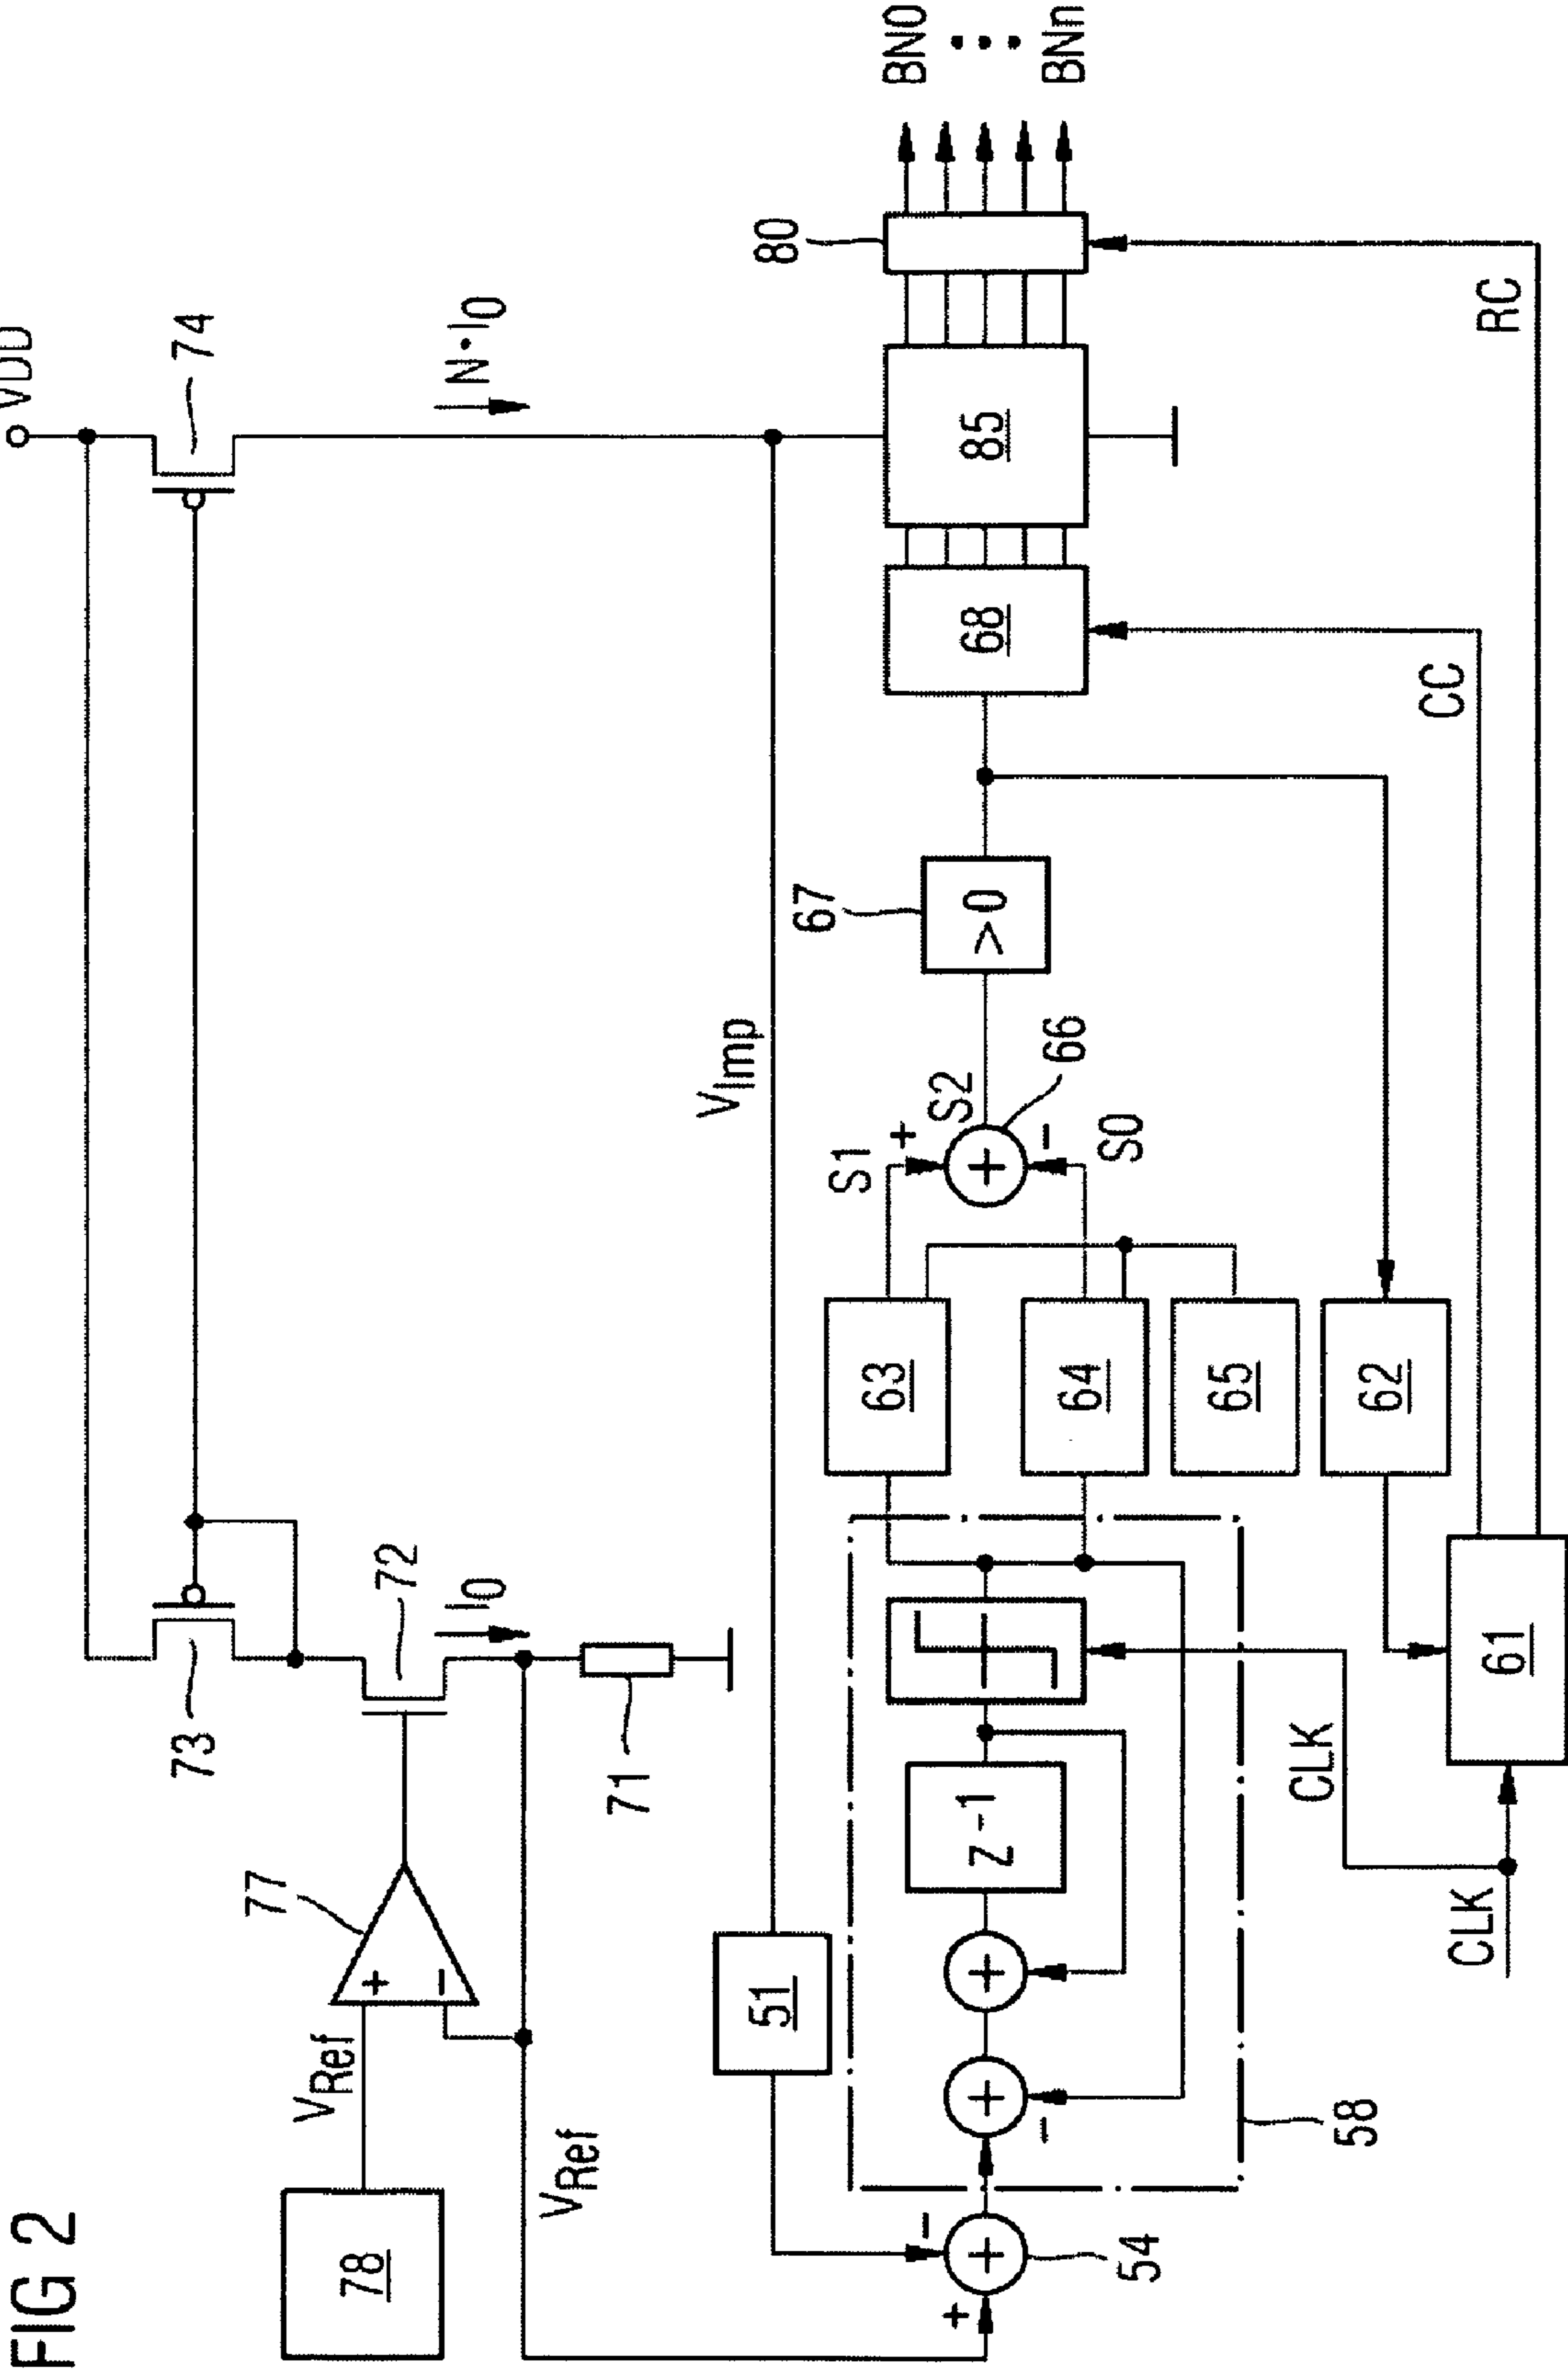 FIG 2
VDD
73
74
72
I0
N•I0
77
+
−
VRef
78
71
VRef
VImp
51
−
+
54
−
+
+
+
Z−1
58
CLK
CLK
63
64
65
62
61
S1
+
+
−
S0
S2
66
67
>0
68
85
80
CC
RC
BN0
BNn